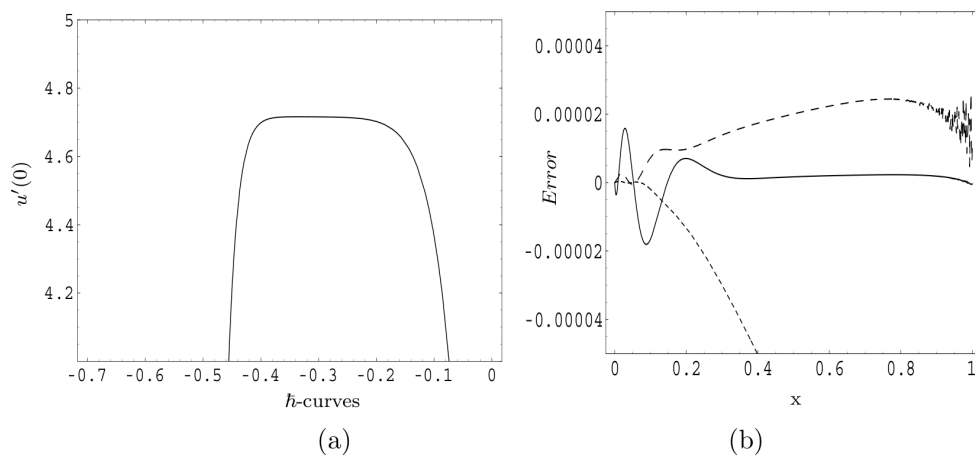 5
4.8
4.6
4.4
4.2
u′(0)
-0.7 -0.6 -0.5 -0.4 -0.3 -0.2 -0.1 0
ℏ-curves
(a)
0.00004
0.00002
0
-0.00002
-0.00004
Error
0 0.2 0.4 0.6 0.8 1
x
(b)